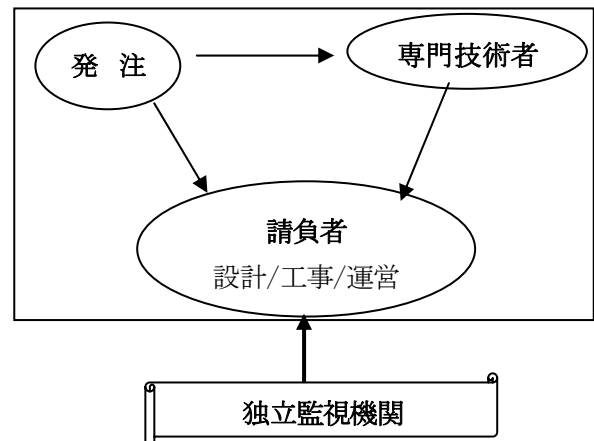 発 注
専門技術者
請負者
設計/工事/運営
独立監視機関